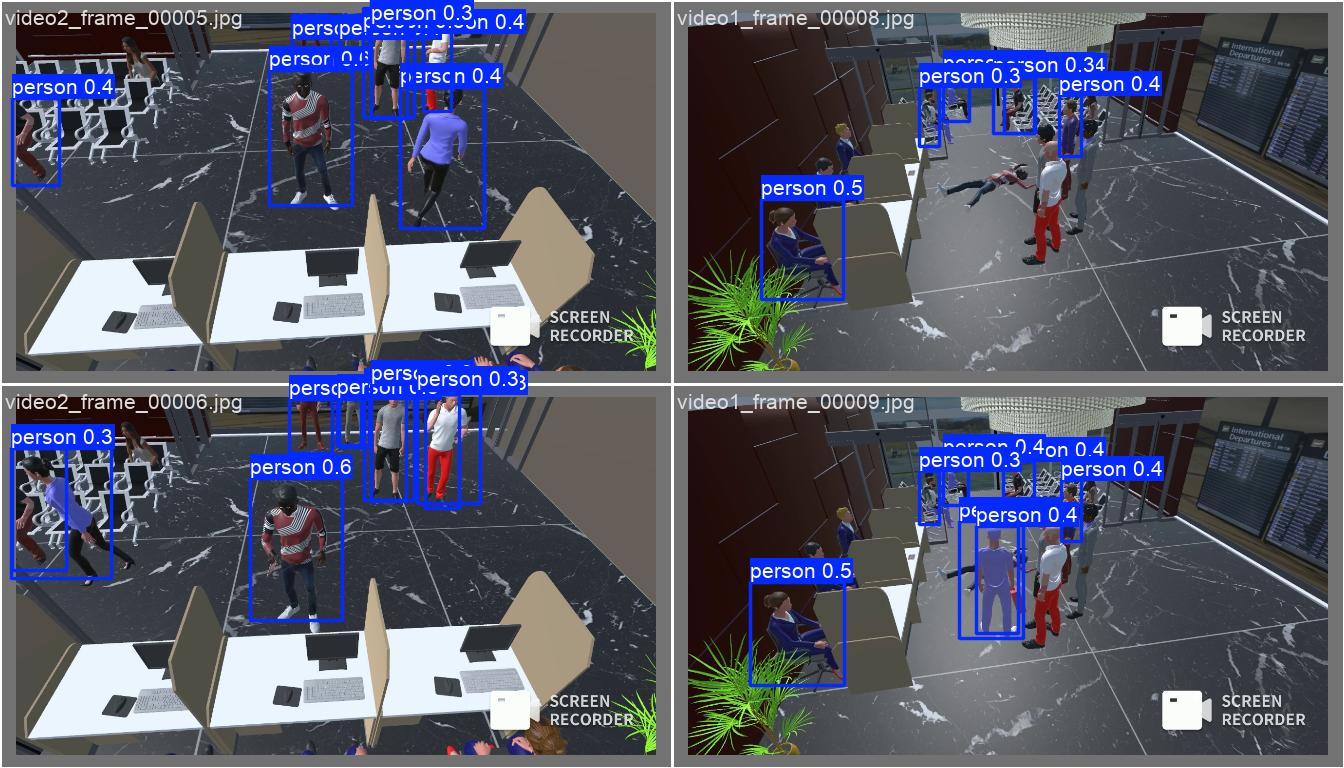 video2_frame_00005.jpg
person 0.3
0.4
person 0.4
person 0.4
SCREEN
RECORDER
video1_frame_00008.jpg
International
Departures
person 0.3
0.34
person 0.4
person 0.5
SCREEN
RECORDER
video2_frame_00006.jpg
person 0.3
person 0.3
person 0.6
SCREEN
RECORDER
video1_frame_00009.jpg
International
Departures
0.4
on 0.4
person 0.3
person 0.4
person 0.4
person 0.5
SCREEN
RECORDER